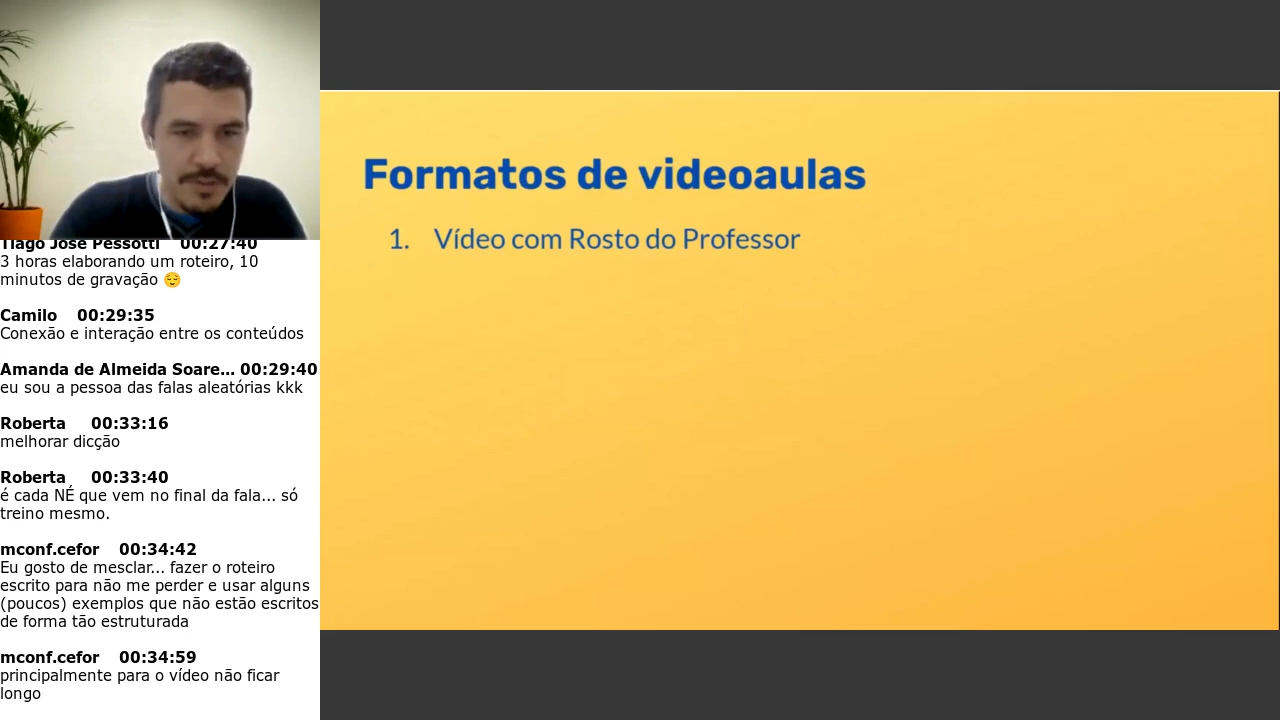 Tiago José Pessotti 00:27:40
3 horas elaborando um roteiro, 10
minutos de gravação 😌
Camilo 00:29:35
Conexão e interação entre os conteúdos
Amanda de Almeida Soare... 00:29:40
eu sou a pessoa das falas aleatórias kkk
Roberta 00:33:16
melhorar dicção
Roberta 00:33:40
é cada NÉ que vem no final da fala... só
treino mesmo.
mconf.cefor 00:34:42
Eu gosto de mesclar... fazer o roteiro
escrito para não me perder e usar alguns
(poucos) exemplos que não estão escritos
de forma tão estruturada
mconf.cefor 00:34:59
principalmente para o vídeo não ficar
longo
Formatos de videoaulas
1. Vídeo com Rosto do Professor